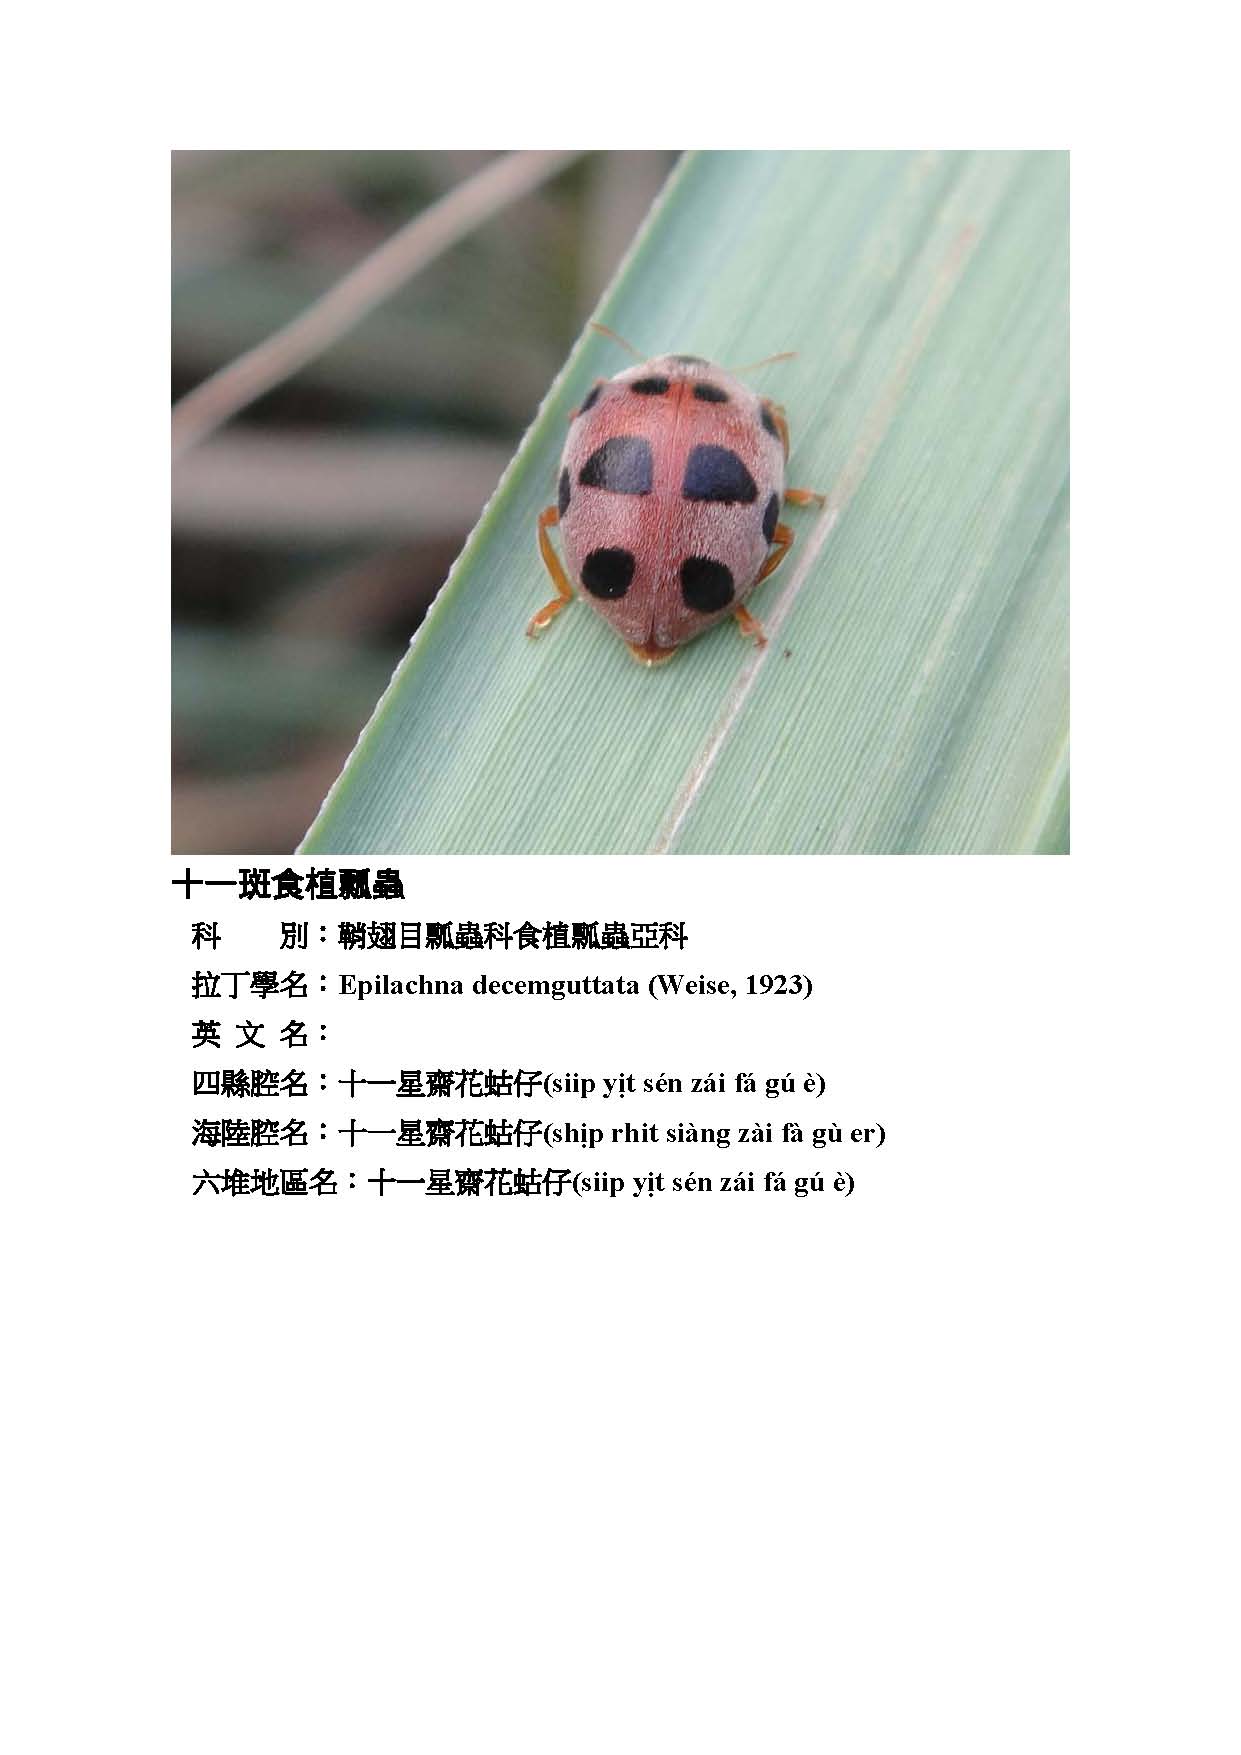 十一斑食植瓢蟲
科　　別：鞘翅目瓢蟲科食植瓢蟲亞科
拉丁學名：Epilachna decemguttata (Weise, 1923)
英 文 名：
四縣腔名：十一星齋花蛄仔(siip yịt sén zái fá gú è)
海陸腔名：十一星齋花蛄仔(shịp rhit siàng zài fà gù er)
六堆地區名：十一星齋花蛄仔(siip yịt sén zái fá gú è)